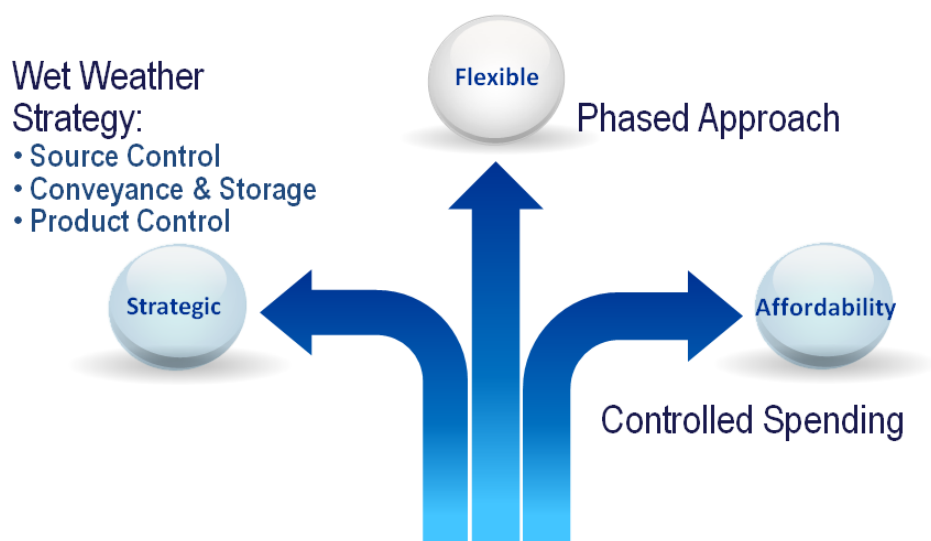 Wet Weather
Strategy:
• Source Control
• Conveyance & Storage
• Product Control
Flexible
Phased Approach
Strategic
Affordability
Controlled Spending